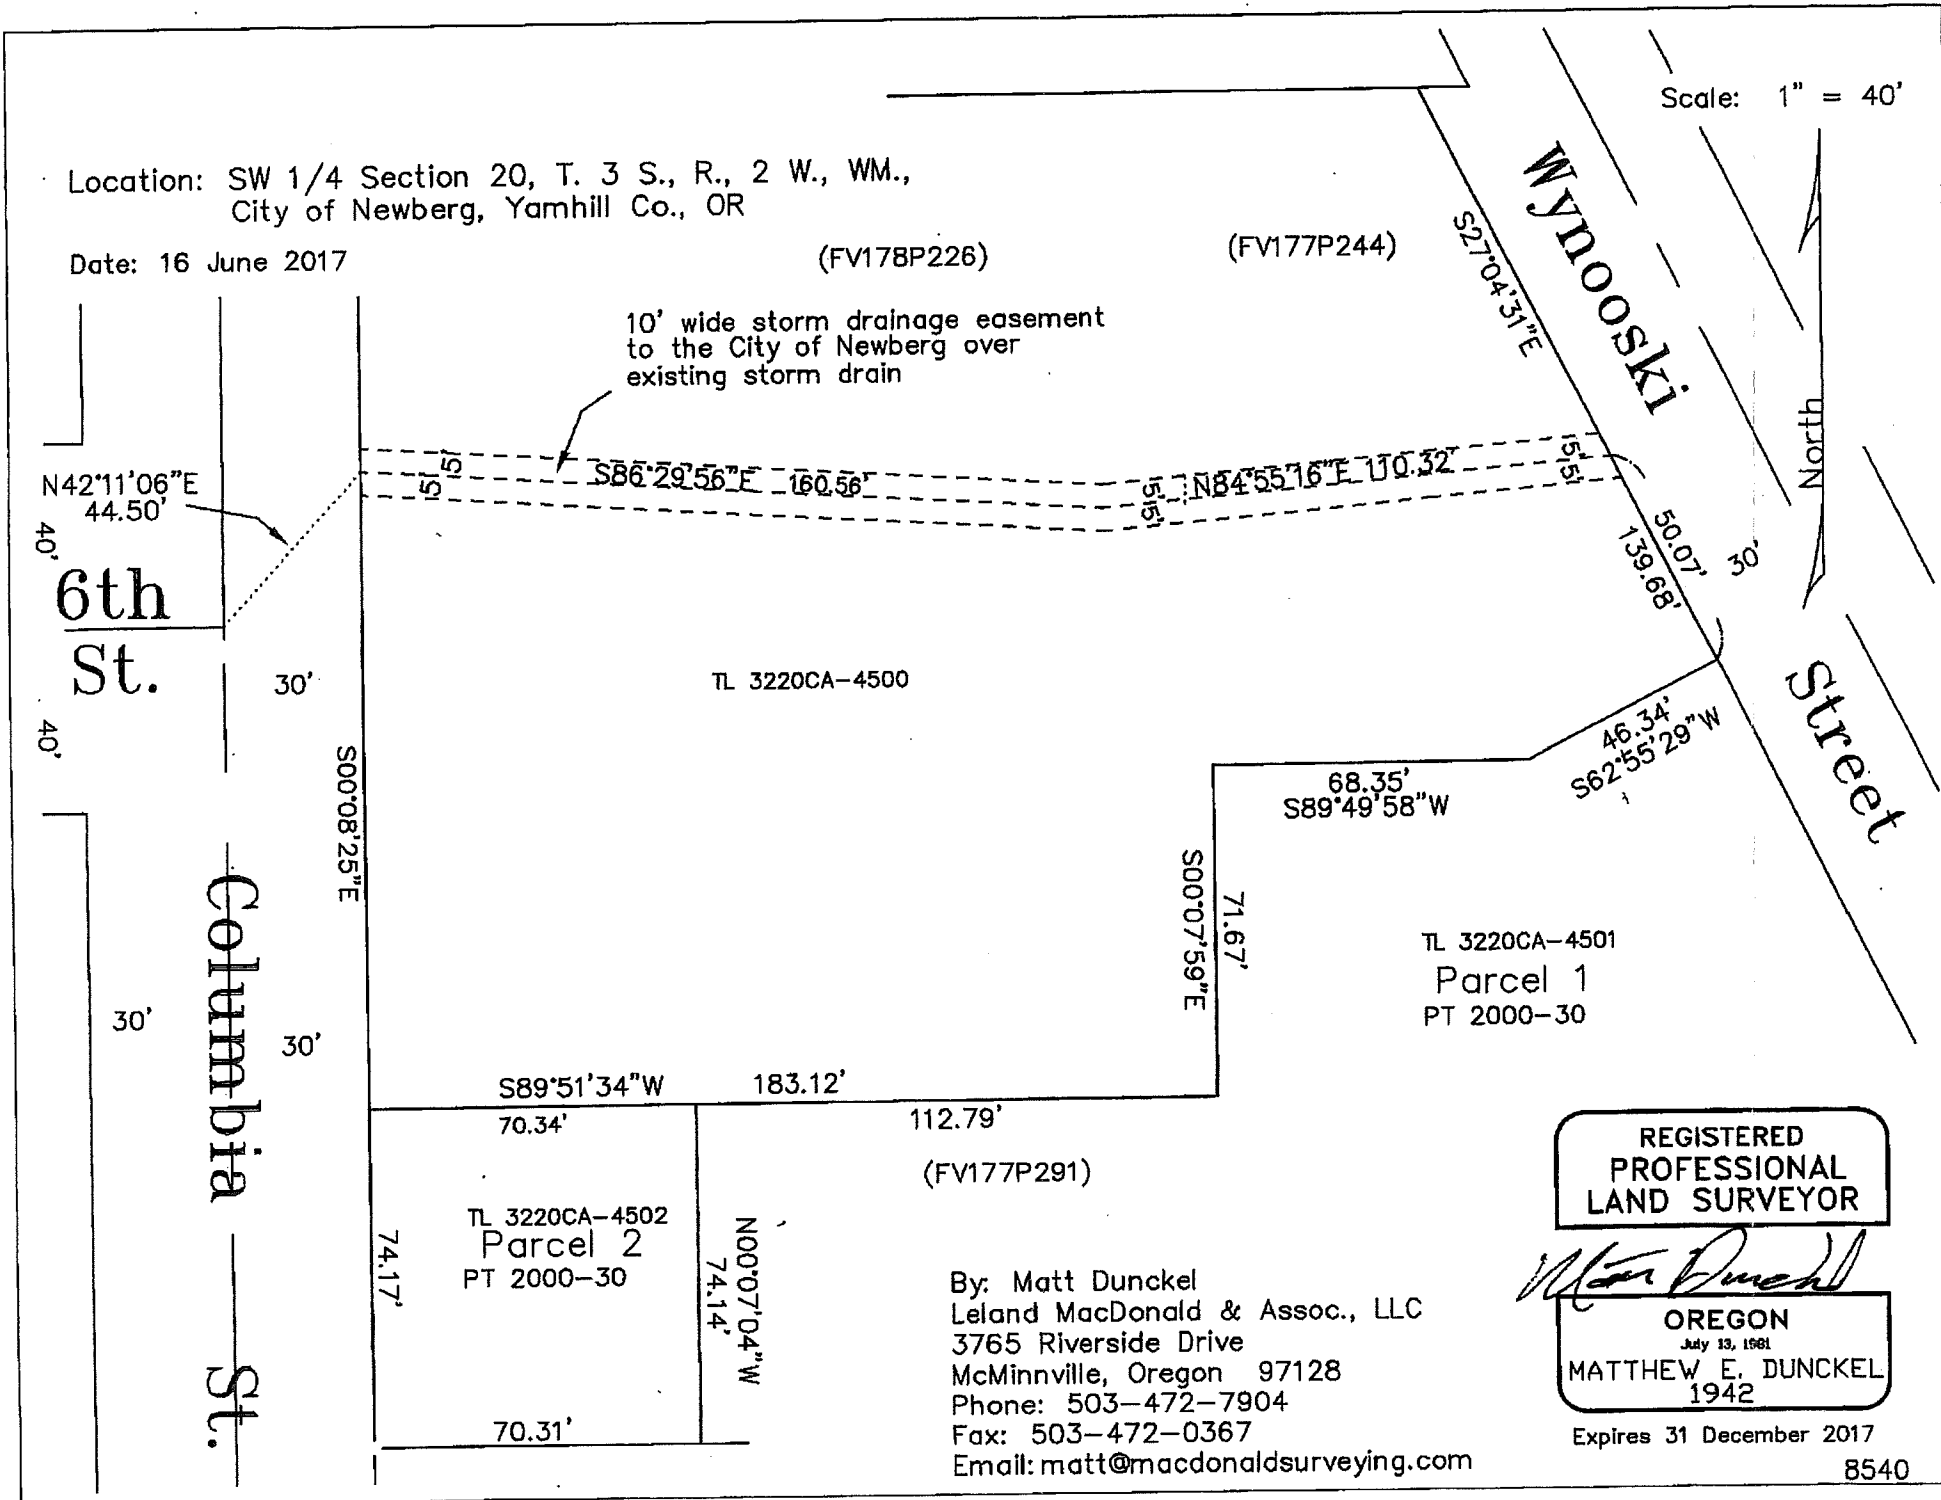 Scale: 1" = 40'
Location: SW 1/4 Section 20, T. 3 S., R., 2 W., WM.,
City of Newberg, Yamhill Co., OR
Date: 16 June 2017
(FV178P226)
(FV177P244)
S27°04'31"E
Wynooski
North
10' wide storm drainage easement
to the City of Newberg over
existing storm drain
N42°11'06"E
44.50'
5'
5'
S86°29'56"E 160.56'
5'
5'
N84°55'16"E 110.32'
5'
5'
50.07'
139.68'
30'
40'
6th
St.
40'
30'
TL 3220CA-4500
Street
46.34'
S62°55'29"W
68.35'
S89°49'58"W
S00°08'25"E
S00°07'59"E
71.67'
Columbia St.
30'
30'
TL 3220CA-4501
Parcel 1
PT 2000-30
S89°51'34"W 183.12'
70.34'
112.79'
(FV177P291)
TL 3220CA-4502
Parcel 2
PT 2000-30
74.17'
N00°07'04"W
74.14'
70.31'
By: Matt Dunckel
Leland MacDonald & Assoc., LLC
3765 Riverside Drive
McMinnville, Oregon 97128
Phone: 503-472-7904
Fax: 503-472-0367
Email: matt@macdonaldsurveying.com
REGISTERED
PROFESSIONAL
LAND SURVEYOR
Matt Dunckel
OREGON
July 13, 1981
MATTHEW E. DUNCKEL
1942
Expires 31 December 2017
8540